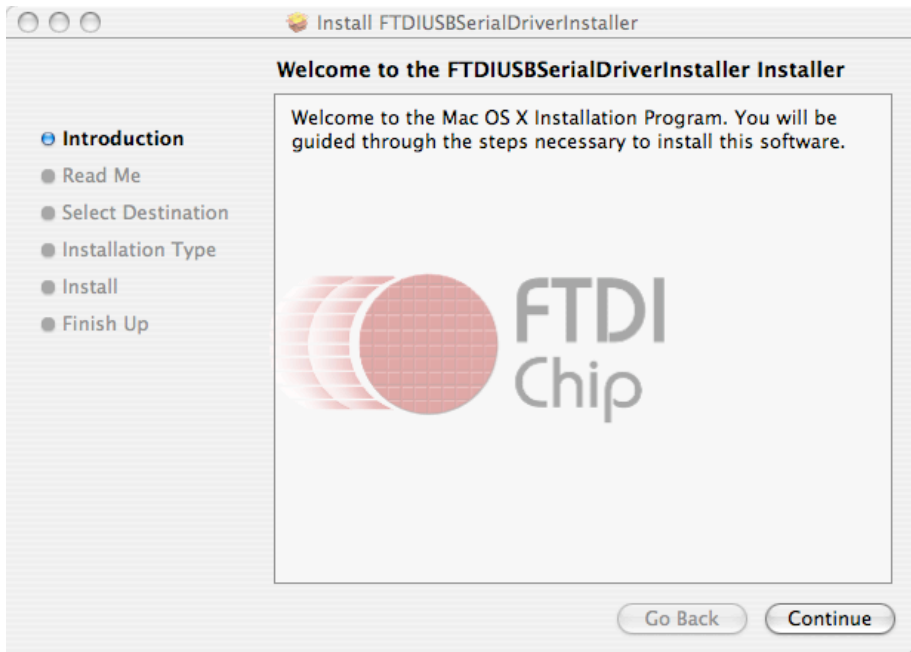 Install FTDIUSBSerialDriverInstaller
Welcome to the FTDIUSBSerialDriverInstaller Installer
Introduction
Read Me
Select Destination
Installation Type
Install
Finish Up
Welcome to the Mac OS X Installation Program. You will be
guided through the steps necessary to install this software.
FTDI
Chip
Go Back
Continue